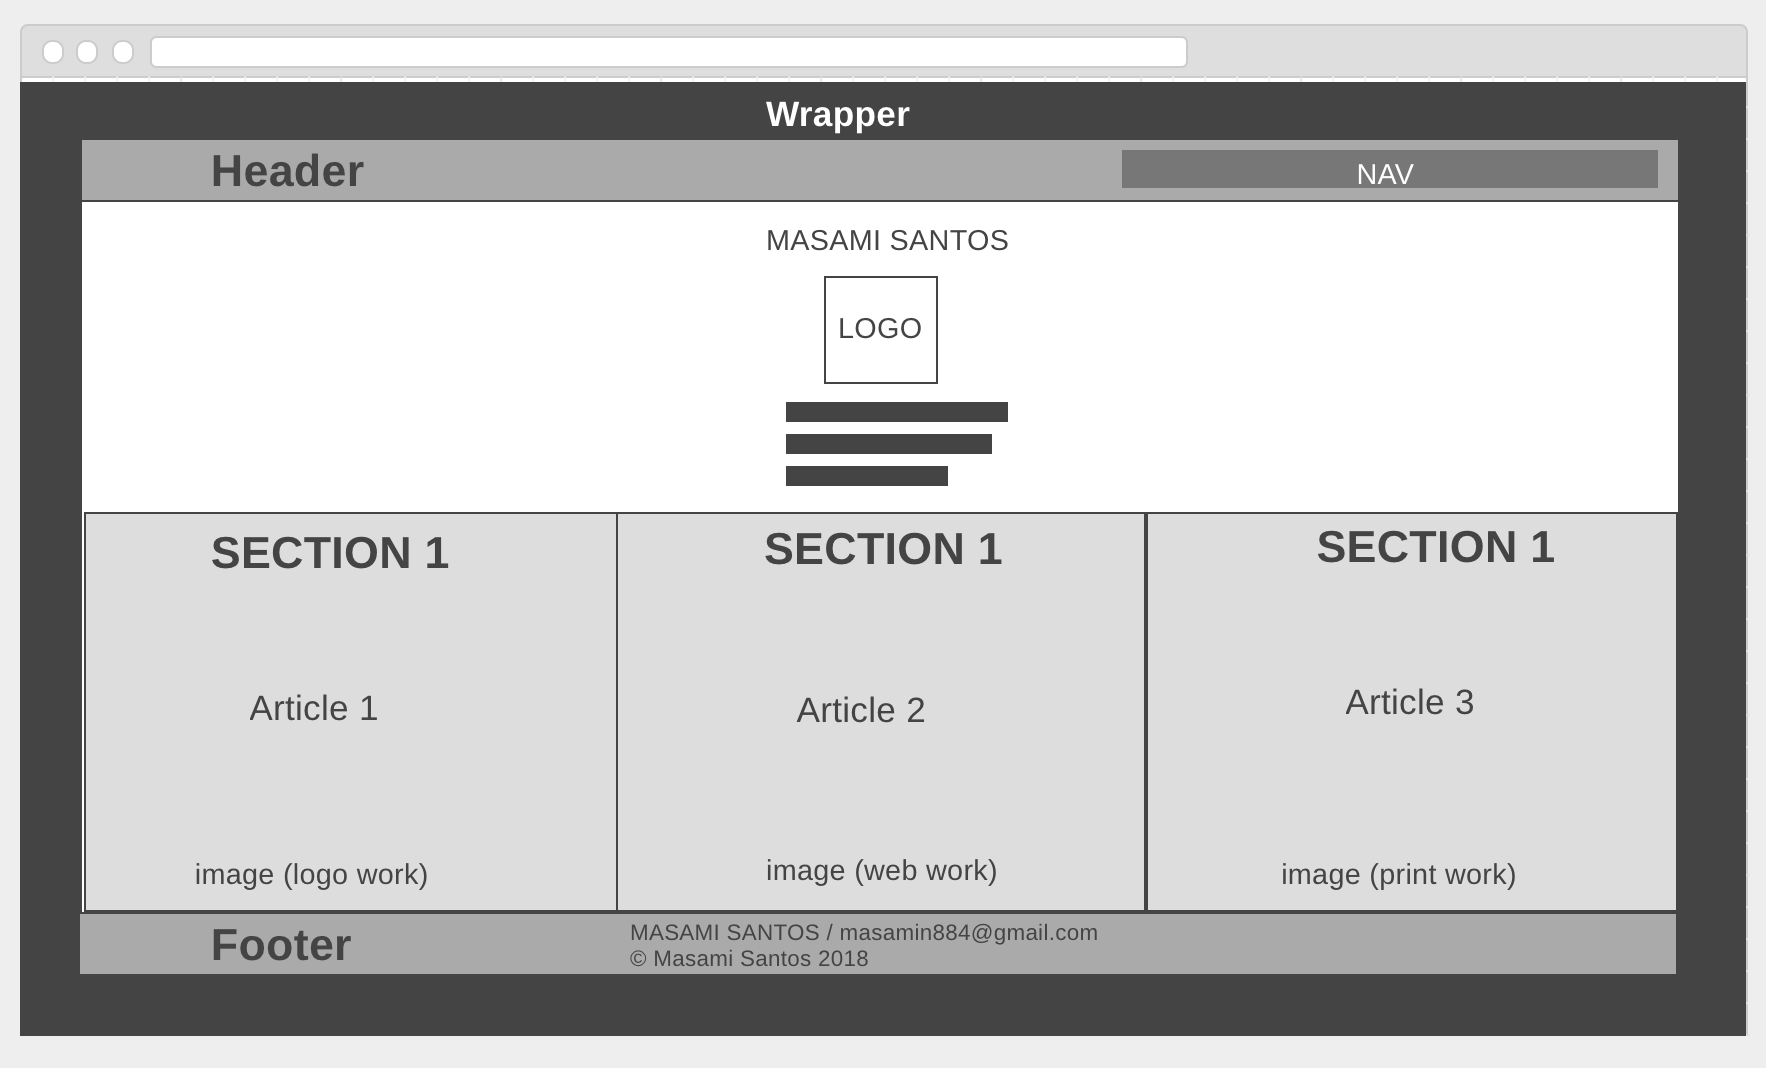 Wrapper
Header
NAV
MASAMI SANTOS
LOGO
SECTION 1
SECTION 1
SECTION 1
Article 1
Article 2
Article 3
image (logo work)
image (web work)
image (print work)
Footer
MASAMI SANTOS / masamin884@gmail.com
© Masami Santos 2018